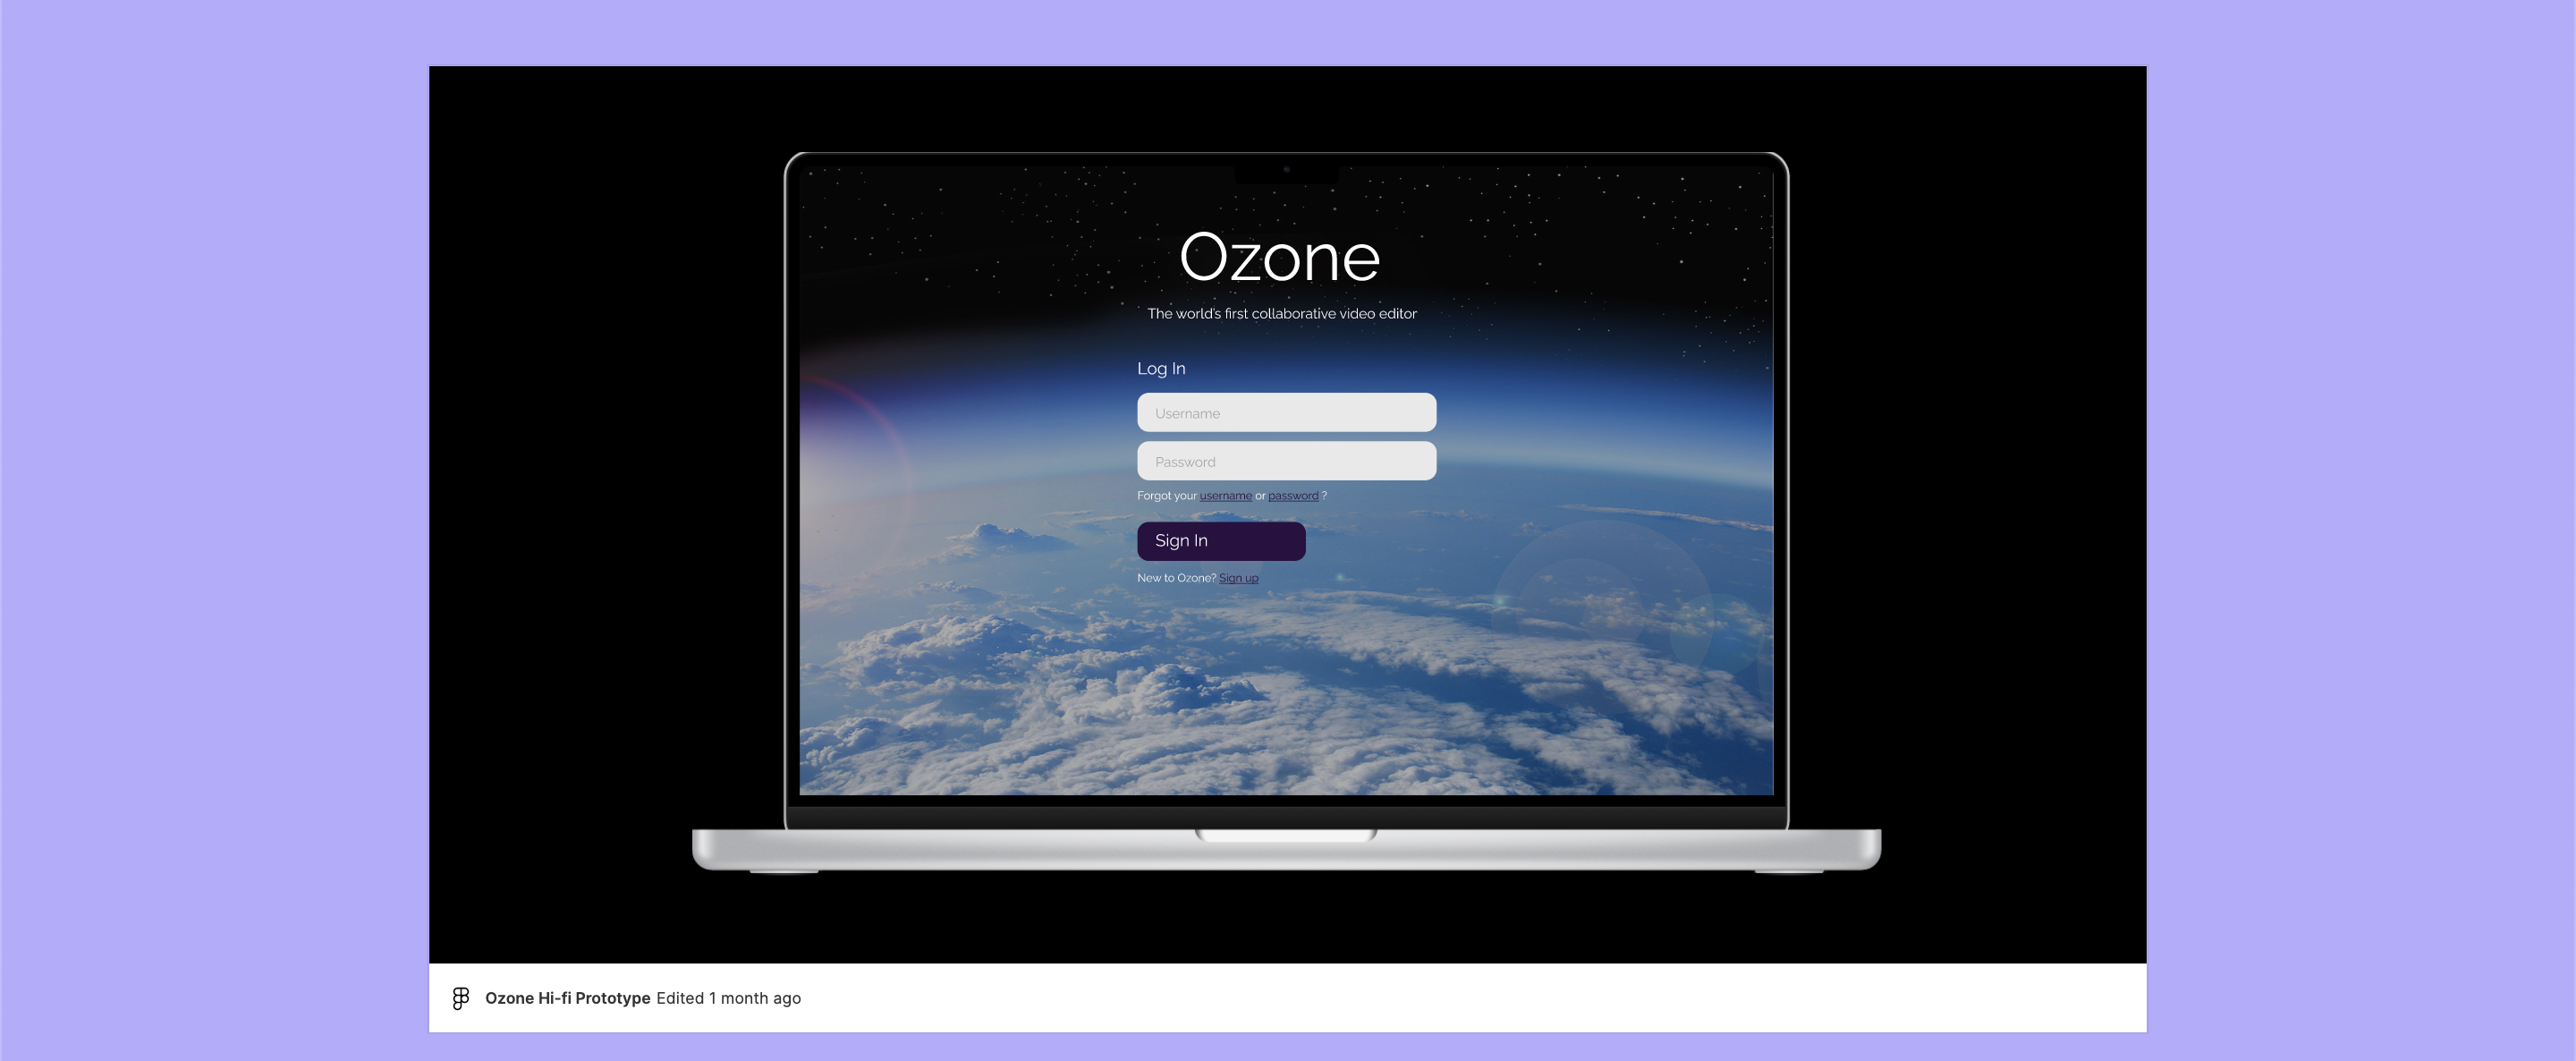 Ozone
The world's first collaborative video editor
Log In
Username
Password
Forgot your username or password ?
Sign In
New to Ozone? Sign up
Ozone Hi-fi Prototype Edited 1 month ago